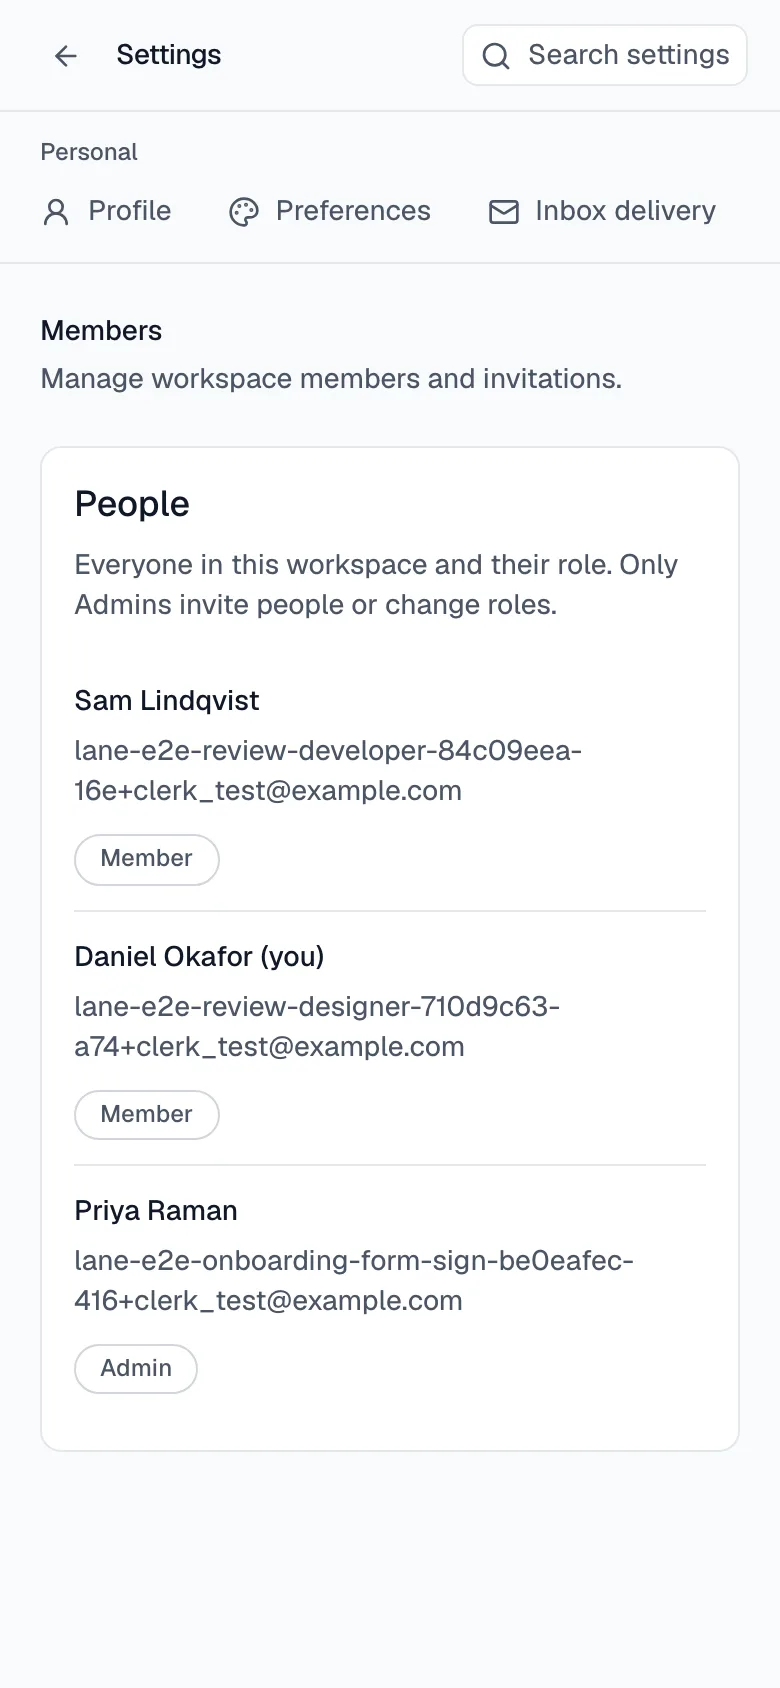 Settings
Search settings
Personal
Profile
Preferences
Inbox delivery
Members
Manage workspace members and invitations.
People
Everyone in this workspace and their role. Only
Admins invite people or change roles.
Sam Lindqvist
lane-e2e-review-developer-84c09eea-
16e+clerk_test@example.com
Member
Daniel Okafor (you)
lane-e2e-review-designer-710d9c63-
a74+clerk_test@example.com
Member
Priya Raman
lane-e2e-onboarding-form-sign-be0eafec-
416+clerk_test@example.com
Admin